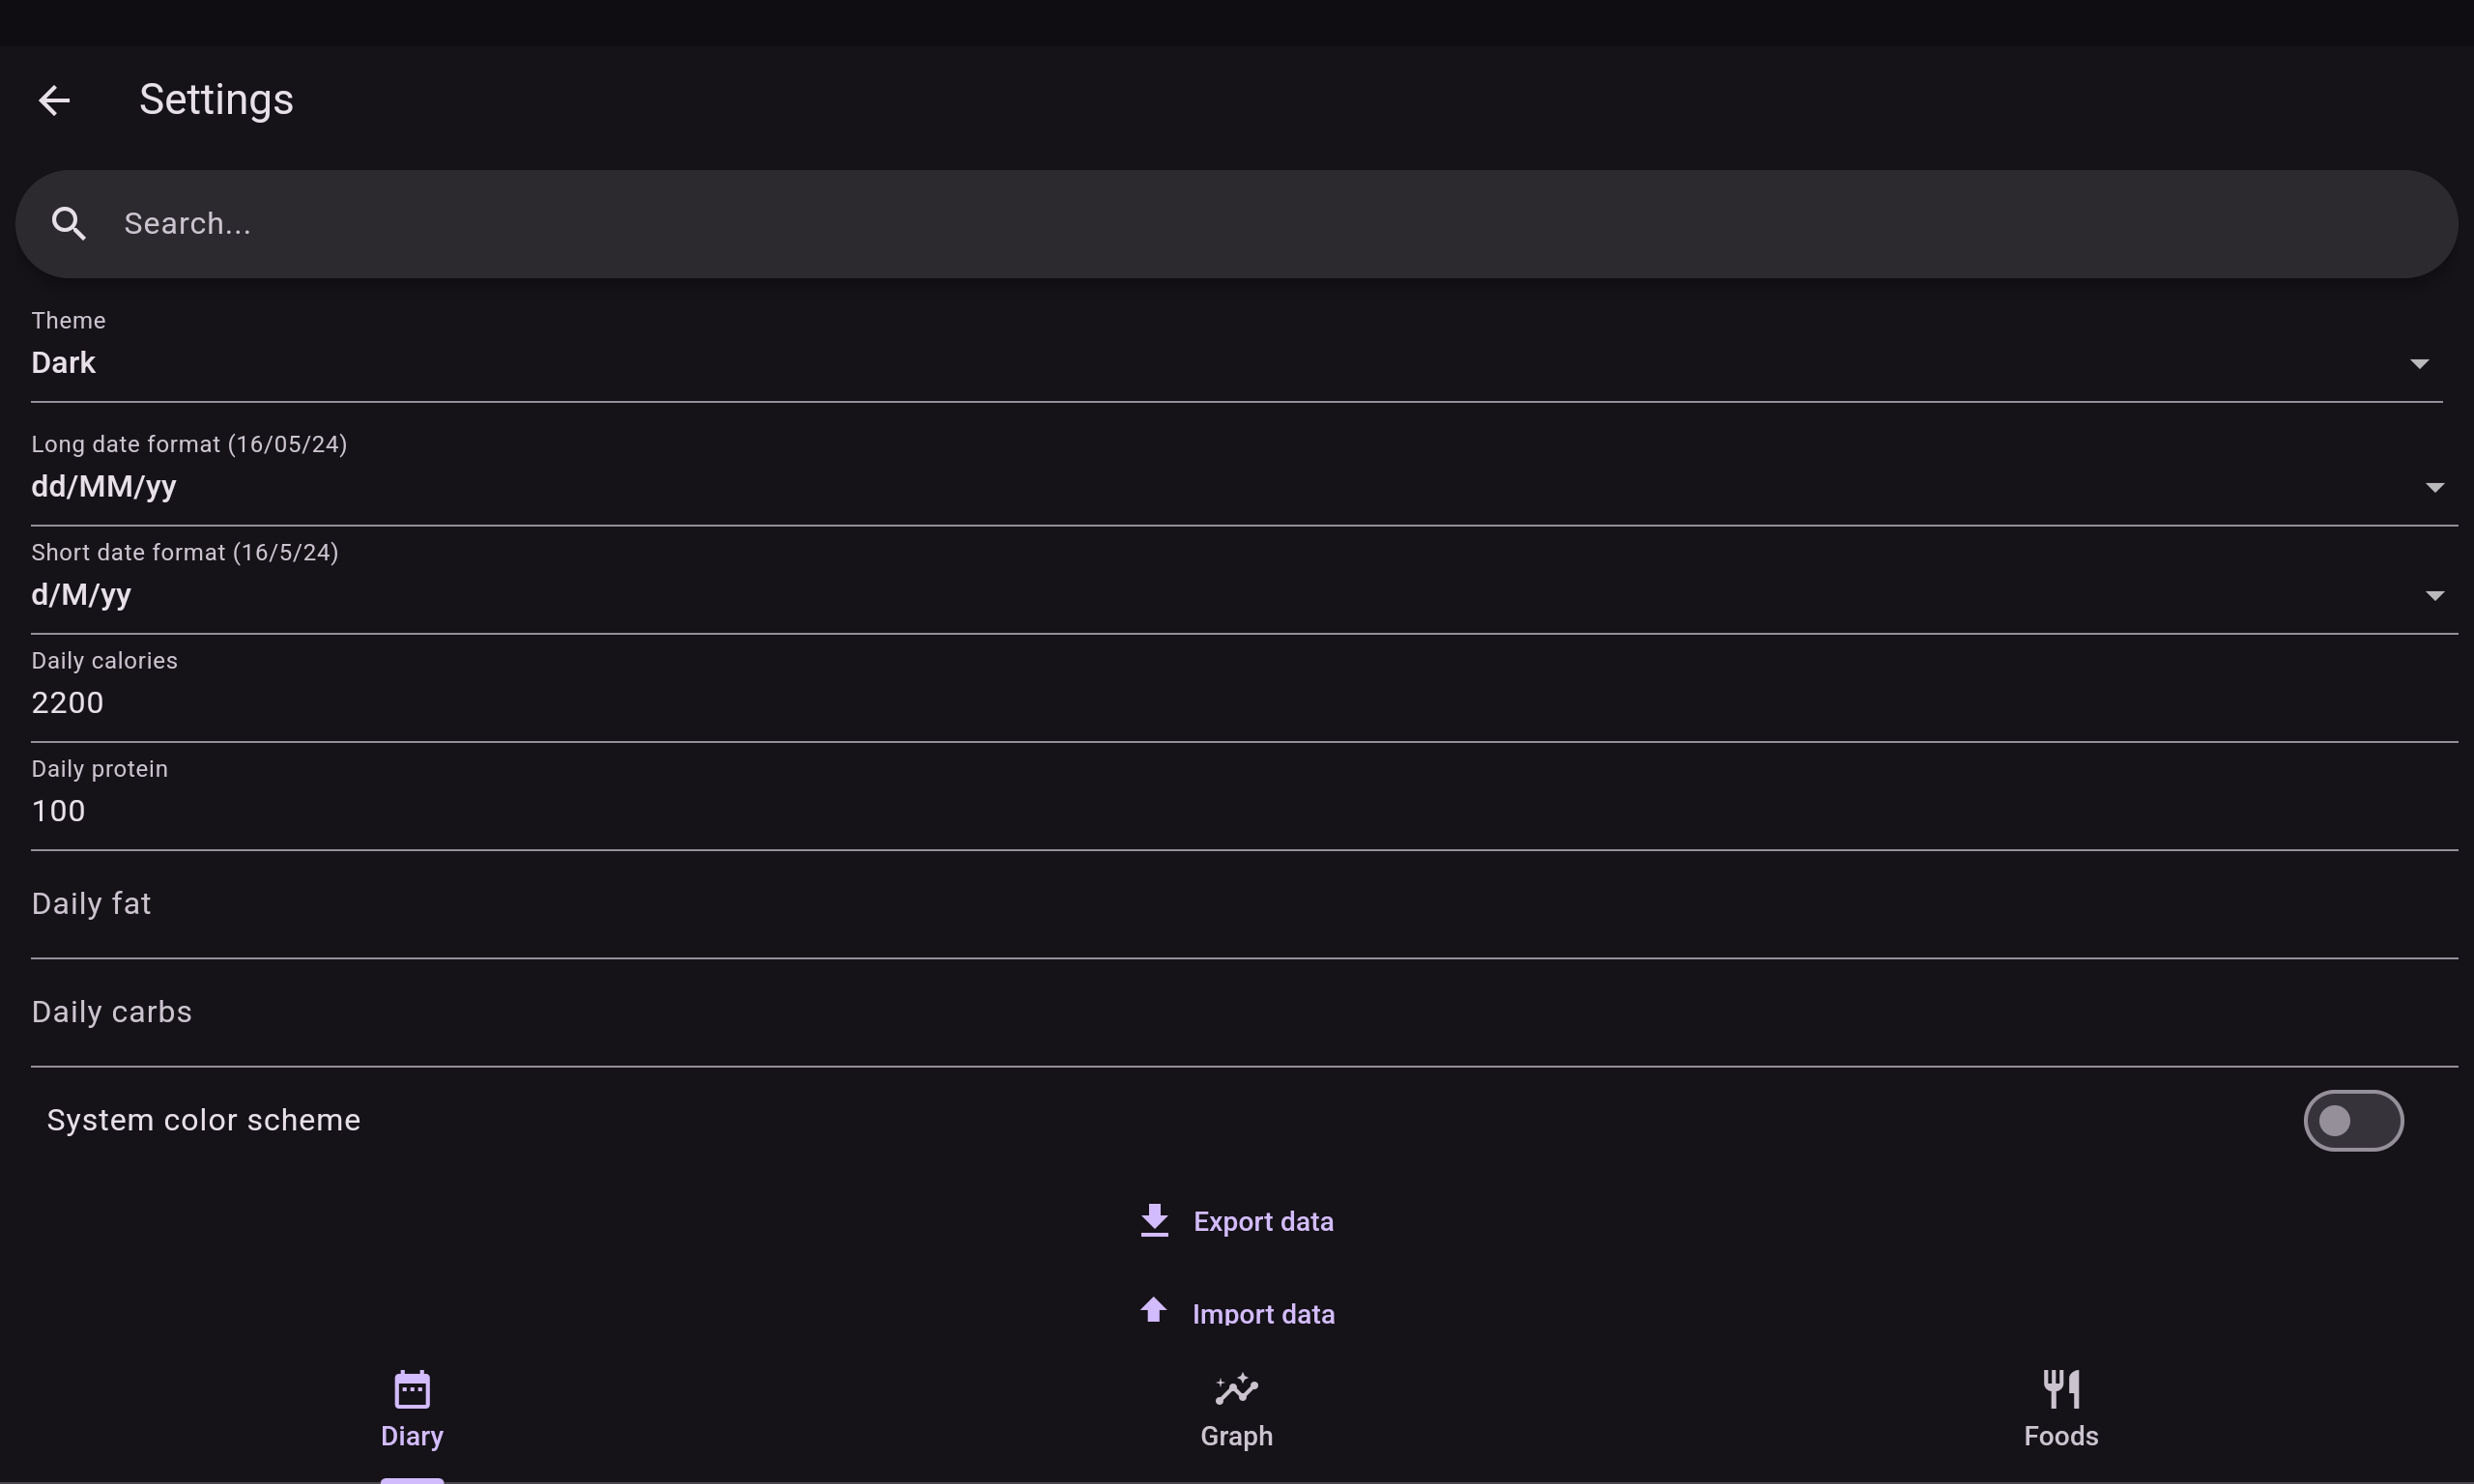 Settings
Search...
Theme
Dark
Long date format (16/05/24)
dd/MM/yy
Short date format (16/5/24)
d/M/yy
Daily calories
2200
Daily protein
100
Daily fat
Daily carbs
System color scheme
Export data
Import data
Diary
Graph
Foods